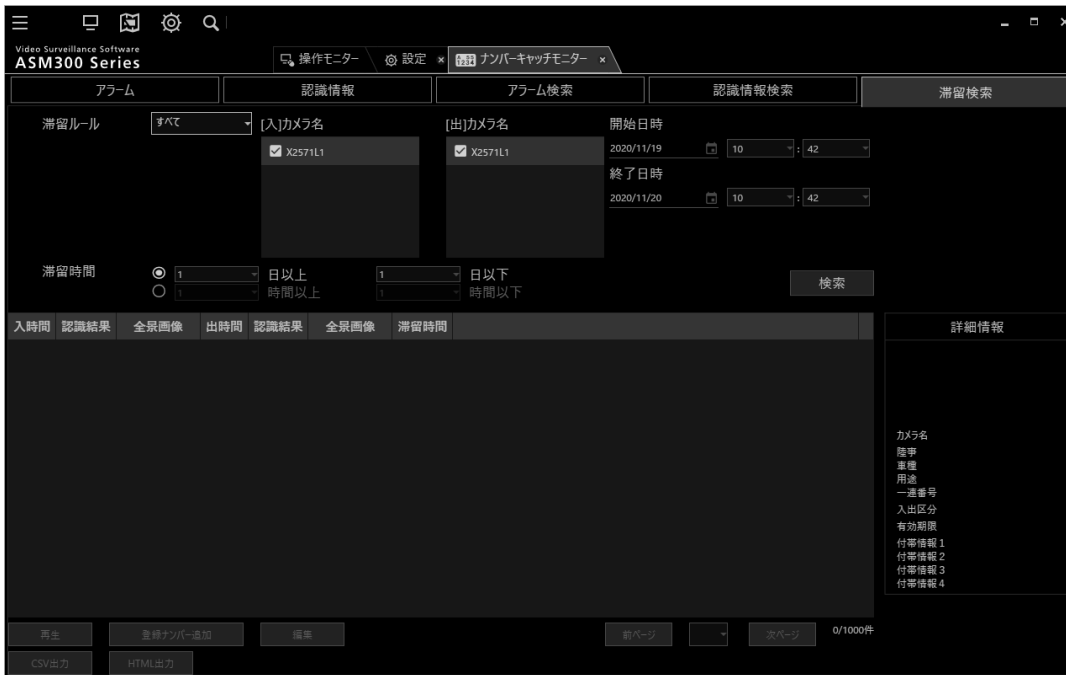 Video Surveillance Software
ASM300 Series
操作モニター
設定 ×
ナンバーキャッチモニター ×
アラーム
認識情報
アラーム検索
認識情報検索
滞留検索
滞留ルール
すべて
[入]カメラ名
[出]カメラ名
開始日時
X2571L1
X2571L1
2020/11/19
10 : 42
終了日時
2020/11/20
10 : 42
滞留時間
1 日以上 1 日以下
1 時間以上 1 時間以下
検索
入時間 認識結果 全景画像 出時間 認識結果 全景画像 滞留時間
詳細情報
カメラ名
陸事
車種
用途
一連番号
入出区分
有効期限
付帯情報1
付帯情報2
付帯情報3
付帯情報4
再生 登録ナンバー追加 編集 前ページ 次ページ 0/1000件
CSV出力 HTML出力